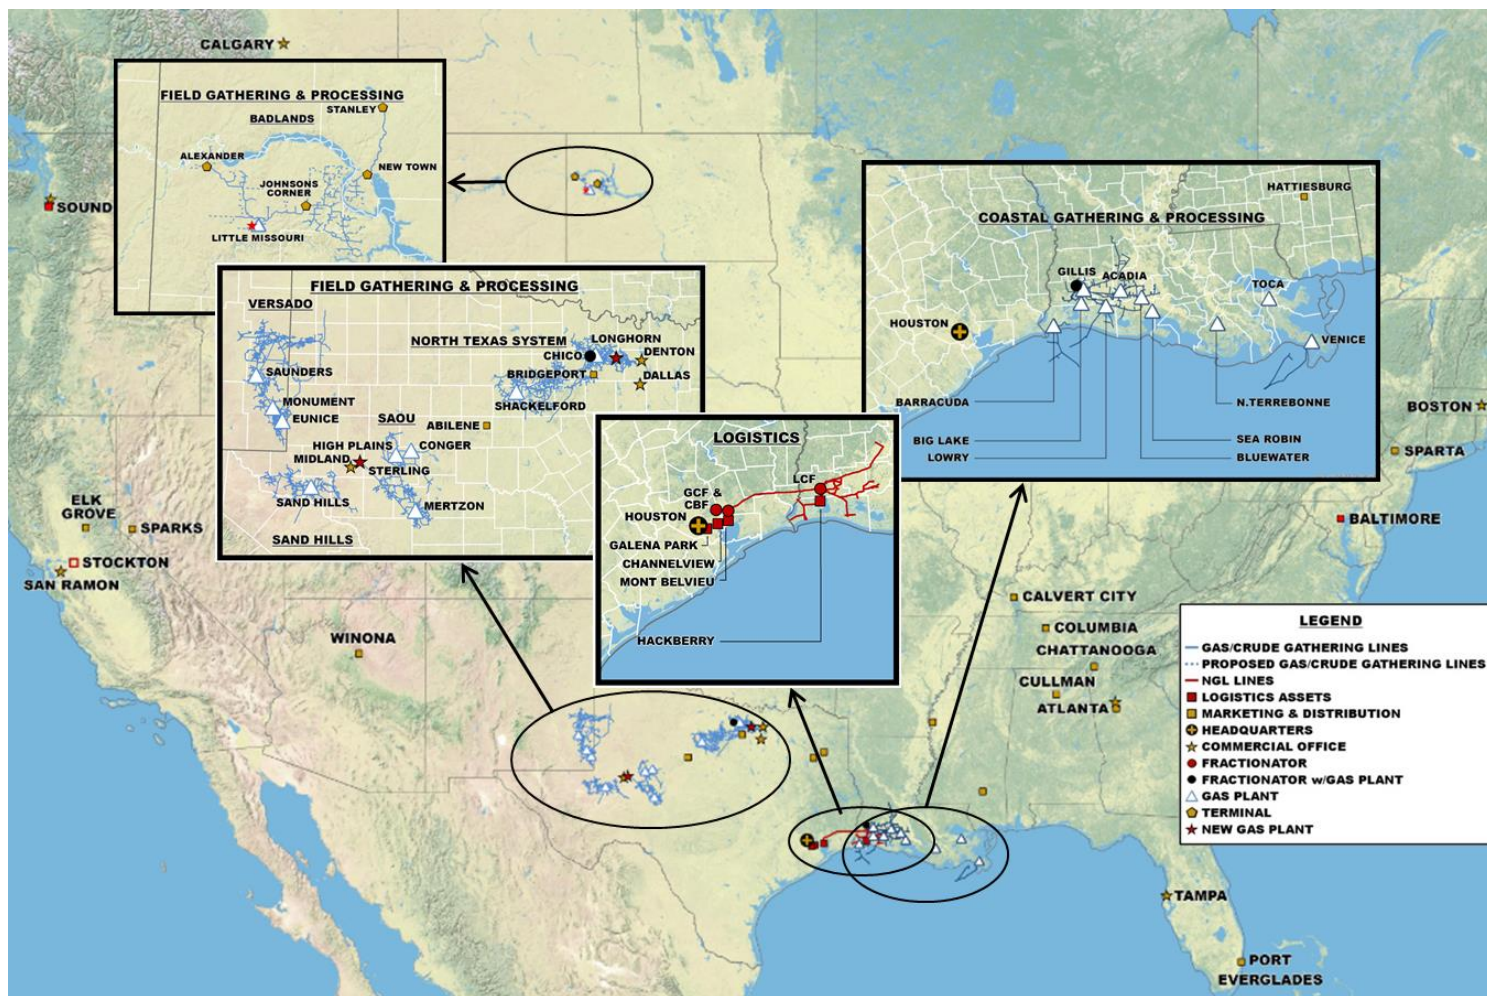 CALGARY
FIELD GATHERING & PROCESSING
BADLANDS
STANLEY
ALEXANDER
NEW TOWN
JOHNSONS
CORNER
LITTLE MISSOURI
SOUND
FIELD GATHERING & PROCESSING
VERSADO
NORTH TEXAS SYSTEM
LONGHORN
CHICO
DENTON
BRIDGEPORT
DALLAS
SAUNDERS
SHACKELFORD
MONUMENT
EUNICE
SAOU
ABILENE
HIGH PLAINS
CONGER
MIDLAND
STERLING
SAND HILLS
MERTZON
SAND HILLS
COASTAL GATHERING & PROCESSING
HATTIESBURG
GILLIS
ACADIA
TOCA
HOUSTON
VENICE
BARRACUDA
N.TERREBONNE
BIG LAKE
SEA ROBIN
LOWRY
BLUEWATER
LOGISTICS
LCF
GCF &
CBF
HOUSTON
GALENA PARK
CHANNELVIEW
MONT BELVIEU
HACKBERRY
BOSTON
SPARTA
BALTIMORE
ELK
GROVE
SPARKS
STOCKTON
SAN RAMON
WINONA
CALVERT CITY
COLUMBIA
CHATTANOOGA
CULLMAN
ATLANTA
LEGEND
GAS/CRUDE GATHERING LINES
PROPOSED GAS/CRUDE GATHERING LINES
NGL LINES
LOGISTICS ASSETS
MARKETING & DISTRIBUTION
HEADQUARTERS
COMMERCIAL OFFICE
FRACTIONATOR
FRACTIONATOR w/GAS PLANT
GAS PLANT
TERMINAL
NEW GAS PLANT
TAMPA
PORT
EVERGLADES